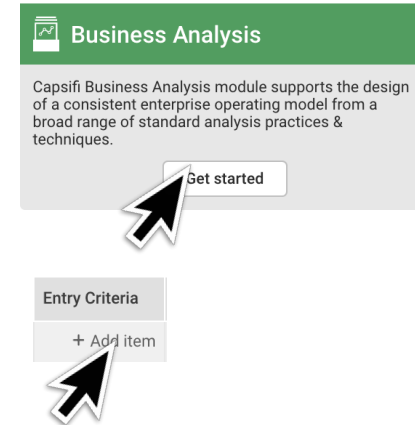 Business Analysis
Capsifi Business Analysis module supports the design
of a consistent enterprise operating model from a
broad range of standard analysis practices &
techniques.
Get started
Entry Criteria
+ Add item